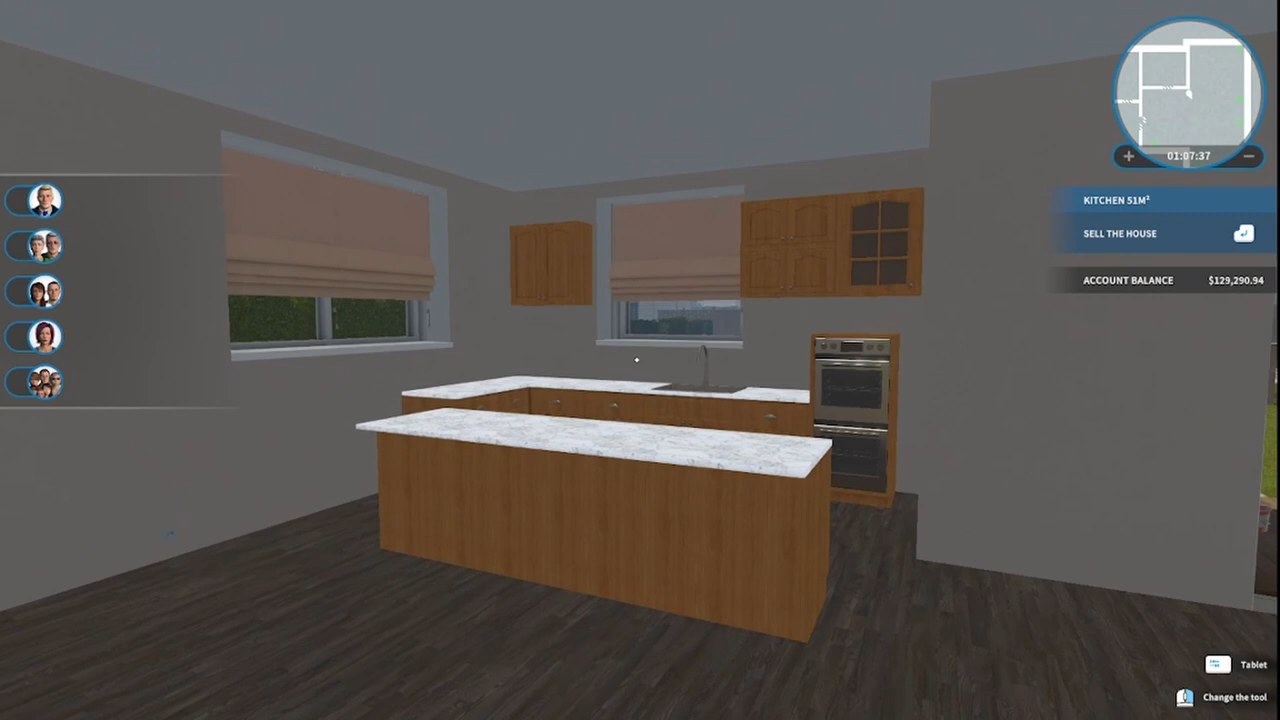 01:07:37
KITCHEN 51M²
SELL THE HOUSE
ACCOUNT BALANCE $129,290.94
Tablet
Change the tool